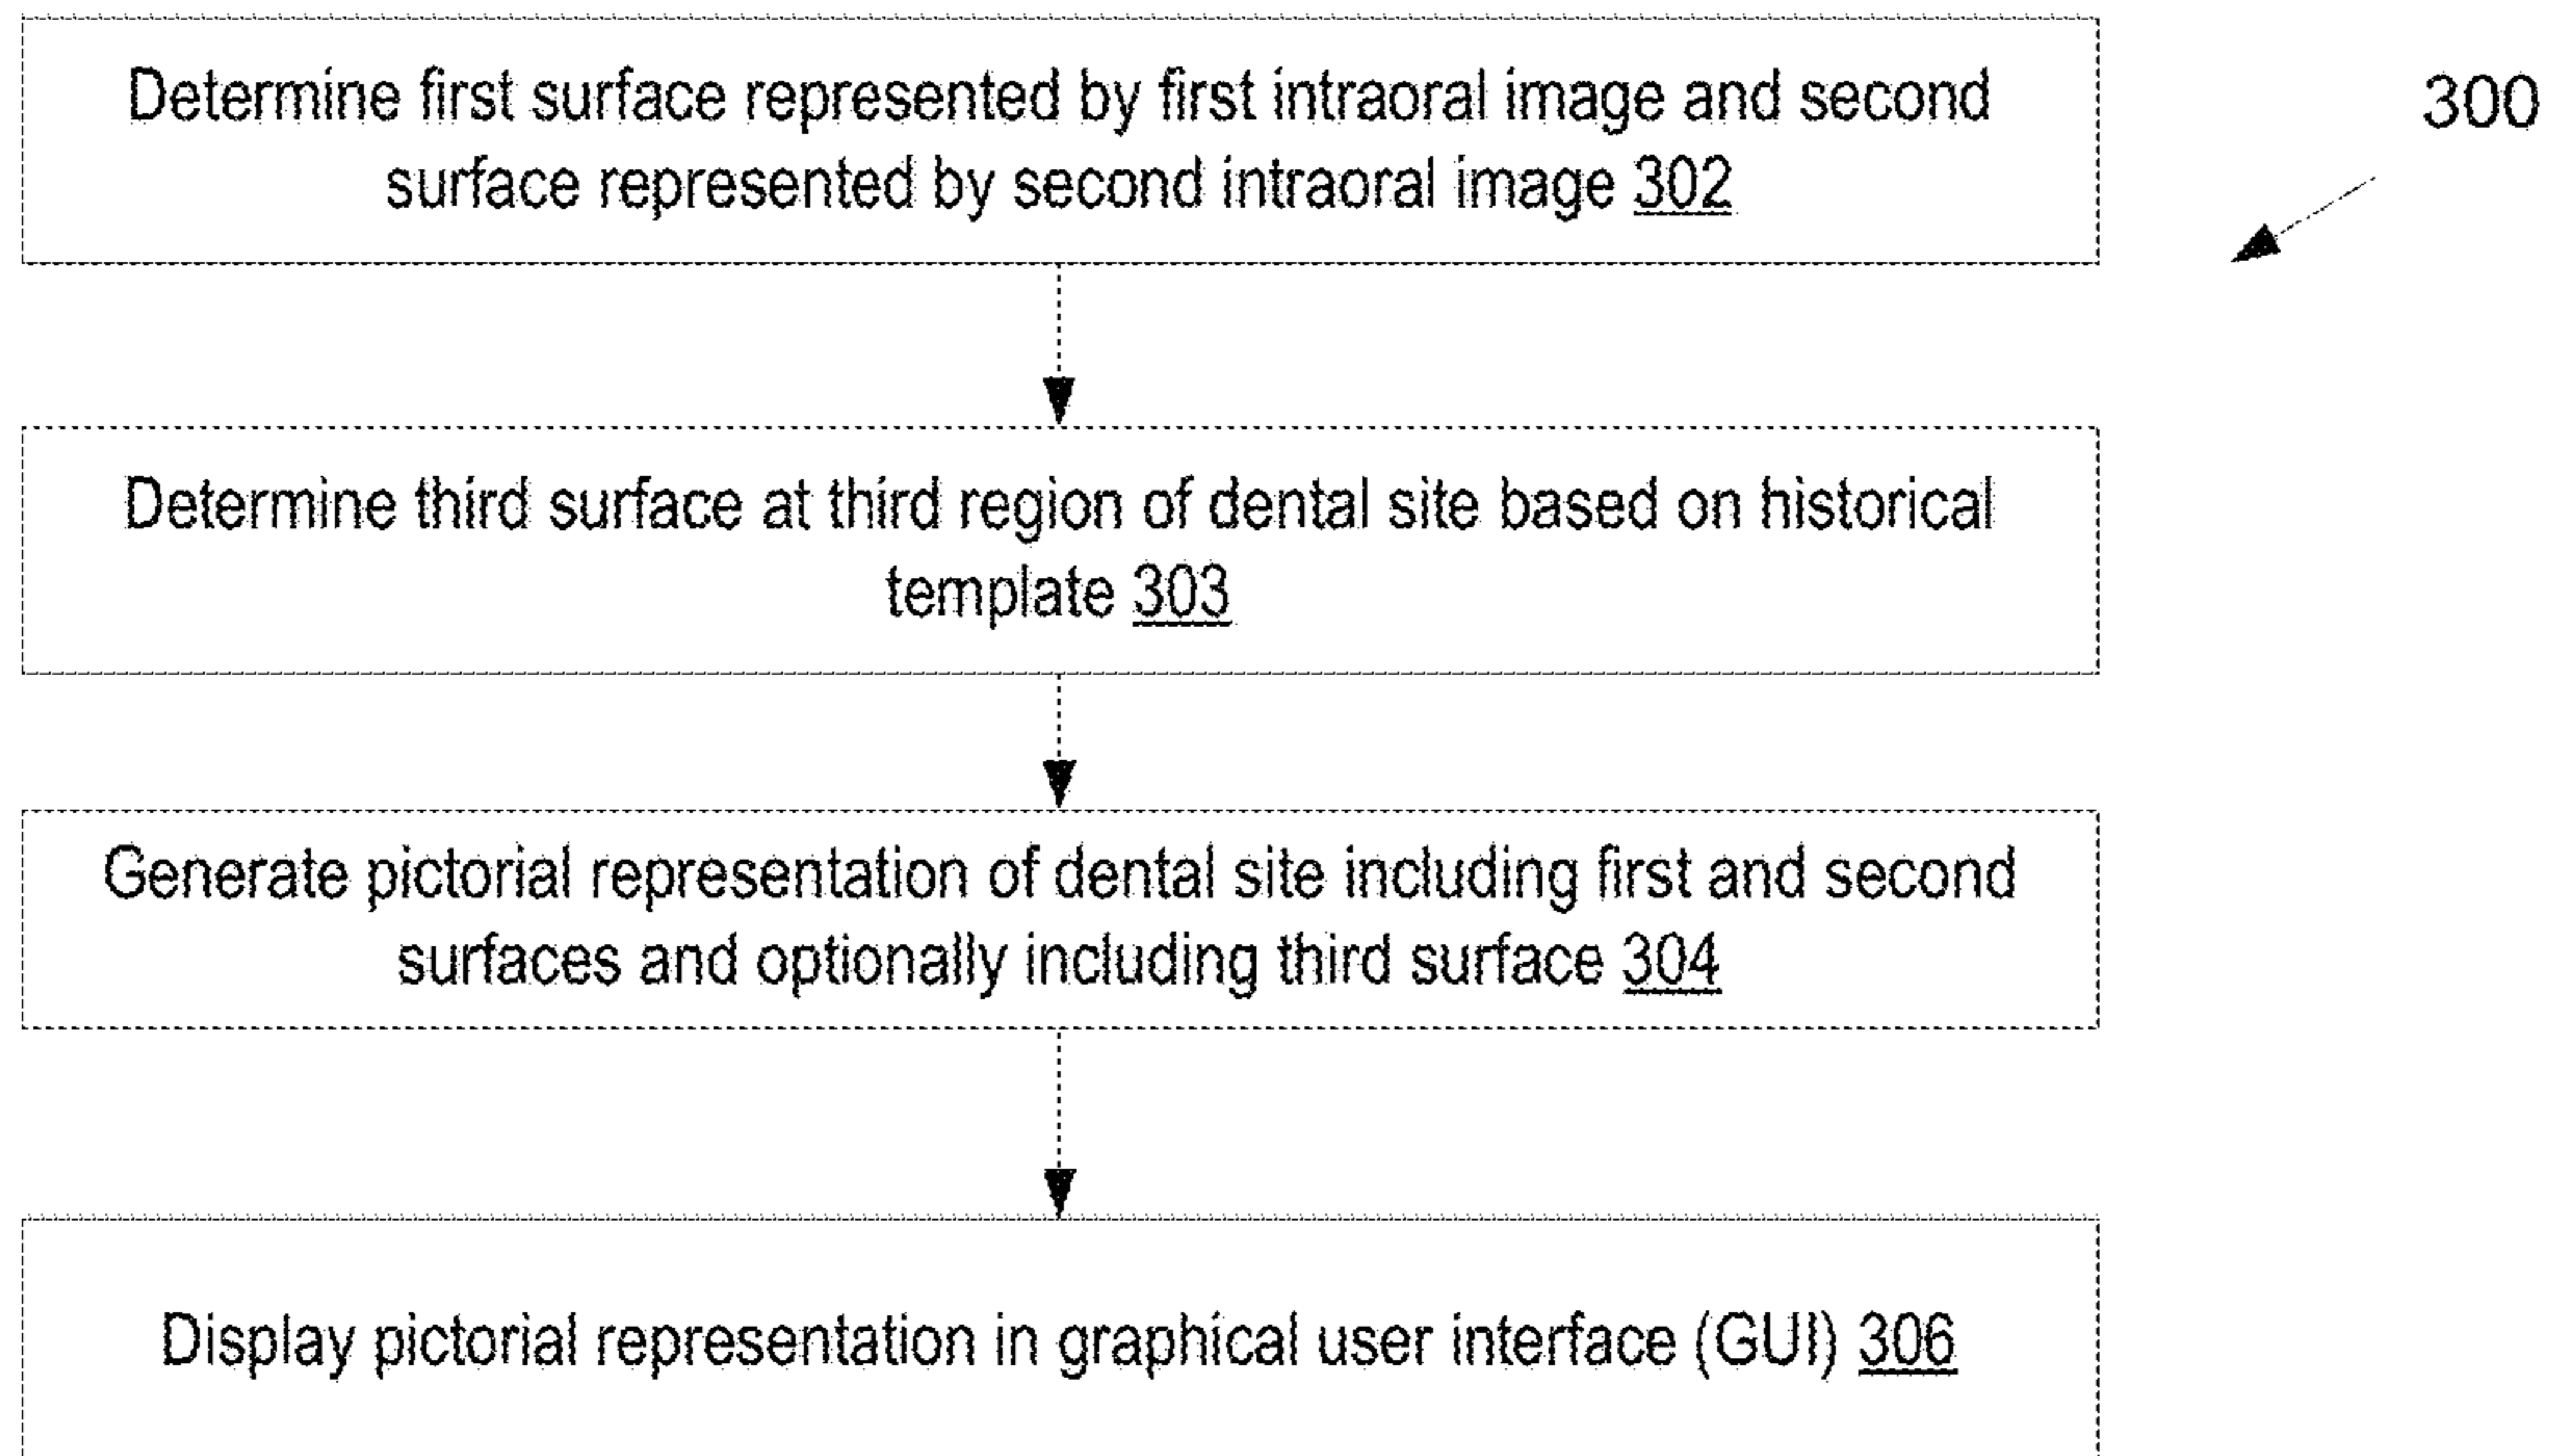 Determine first surface represented by first intraoral image and second
surface represented by second intraoral image 302
300
Determine third surface at third region of dental site based on historical
template 303
Generate pictorial representation of dental site including first and second
surfaces and optionally including third surface 304
Display pictorial representation in graphical user interface (GUI) 306